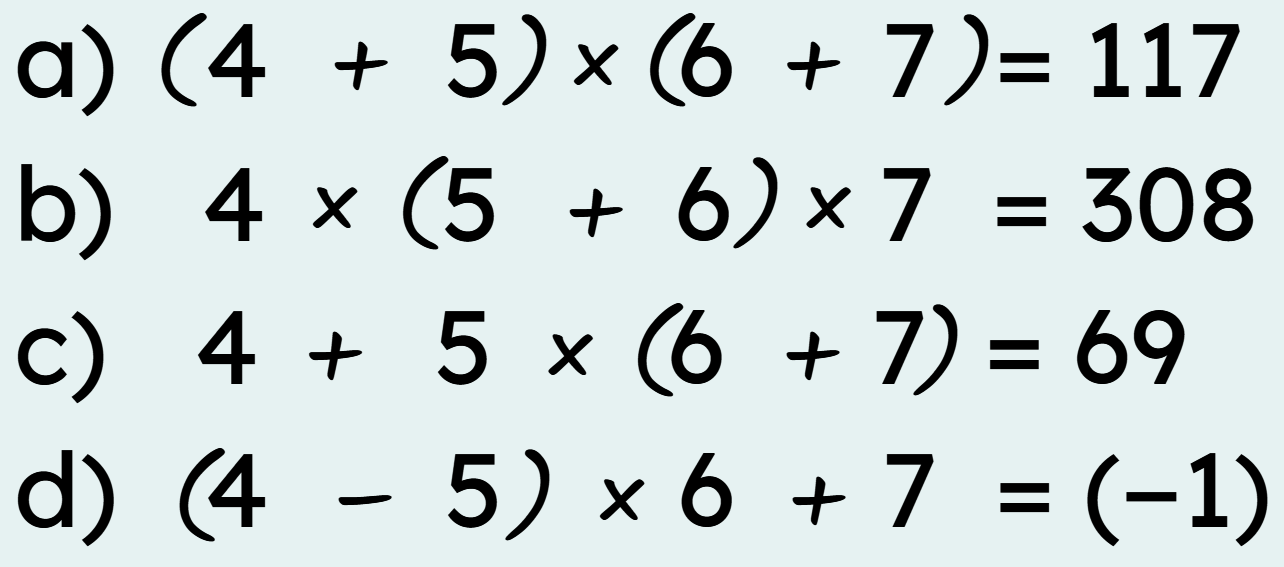 a) (4 + 5) × (6 + 7) = 117
b) 4 × (5 + 6) × 7 = 308
c) 4 + 5 × (6 + 7) = 69
d) (4 − 5) × 6 + 7 = (−1)